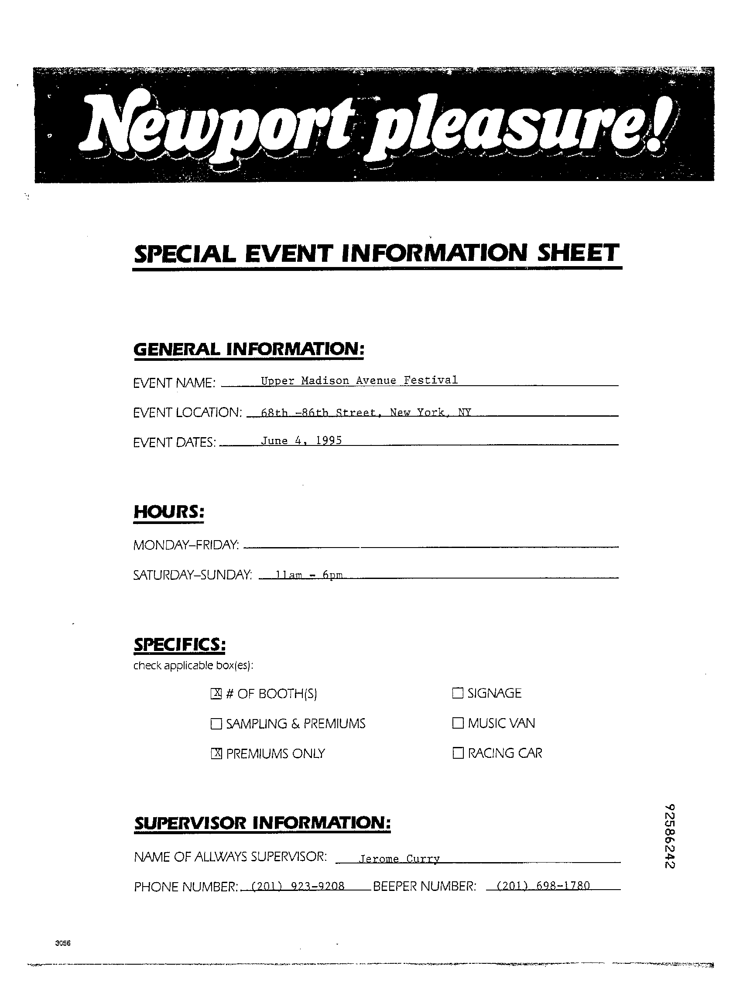 Newport pleasure!
SPECIAL EVENT INFORMATION SHEET
GENERAL INFORMATION:
EVENT NAME: Upper Madison Avenue Festival
EVENT LOCATION: 68th -86th Street, New York, NY
EVENT DATES: June 4, 1995
HOURS:
MONDAY–FRIDAY:
SATURDAY–SUNDAY: 11am - 6pm
SPECIFICS:
check applicable box(es):
☒ # OF BOOTH(S) ☐ SIGNAGE
☐ SAMPLING & PREMIUMS ☐ MUSIC VAN
☒ PREMIUMS ONLY ☐ RACING CAR
SUPERVISOR INFORMATION:
NAME OF ALLWAYS SUPERVISOR: Jerome Curry
PHONE NUMBER: (201) 923-9208 BEEPER NUMBER: (201) 698-1780
92586242
3056